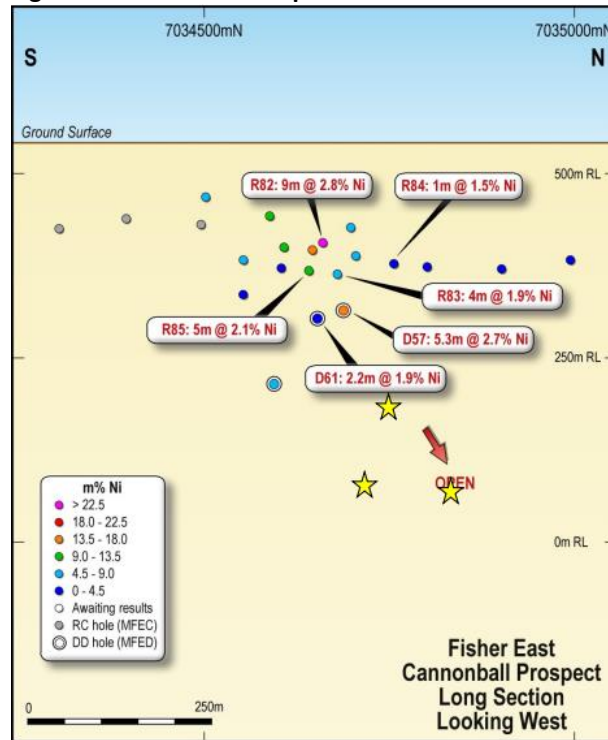 7034500mN
7035000mN
S
N
Ground Surface
500m RL
R82: 9m @ 2.8% Ni
R84: 1m @ 1.5% Ni
R83: 4m @ 1.9% Ni
R85: 5m @ 2.1% Ni
D57: 5.3m @ 2.7% Ni
250m RL
D61: 2.2m @ 1.9% Ni
OPEN
0m RL
m% Ni
> 22.5
18.0 - 22.5
13.5 - 18.0
9.0 - 13.5
4.5 - 9.0
0 - 4.5
Awaiting results
RC hole (MFEC)
DD hole (MFED)
Fisher East
Cannonball Prospect
Long Section
Looking West
0
250m